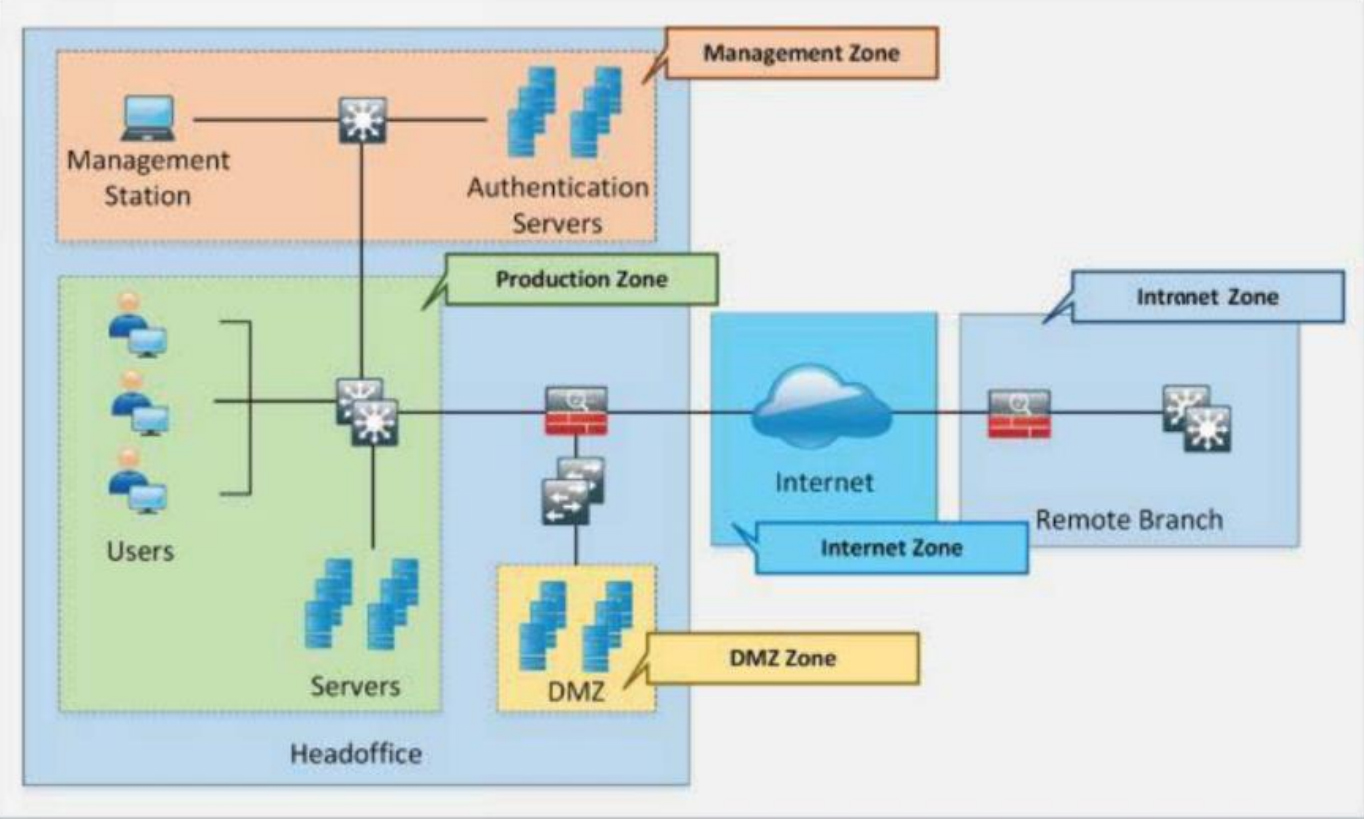 Management Zone
Management
Station
Authentication
Servers
Production Zone
Intranet Zone
Users
Internet
Remote Branch
Internet Zone
Servers
DMZ
DMZ Zone
Headoffice